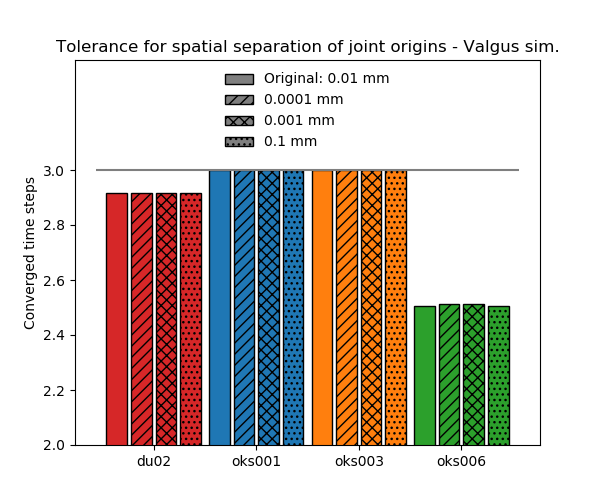 Tolerance for spatial separation of joint origins - Valgus sim.
Original: 0.01 mm
0.0001 mm
0.001 mm
0.1 mm
3.0
2.8
2.6
2.4
2.2
2.0
Converged time steps
du02 oks001 oks003 oks006